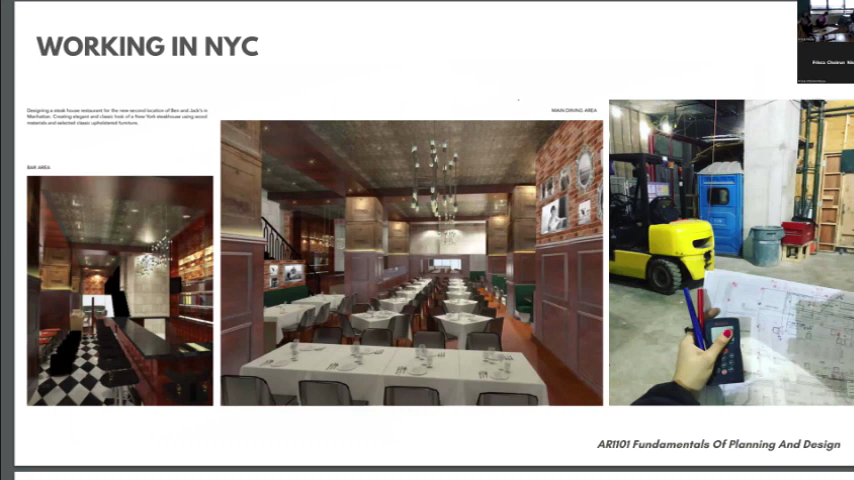 WORKING IN NYC
Designing a steak house restaurant for the new second location of Ben and Jack's in
Manhattan. Creating elegant and classic look of a New York steakhouse using wood
materials and selected classic upholstered furniture.
MAIN DINING AREA
BAR AREA
AR1101 Fundamentals Of Planning And Design